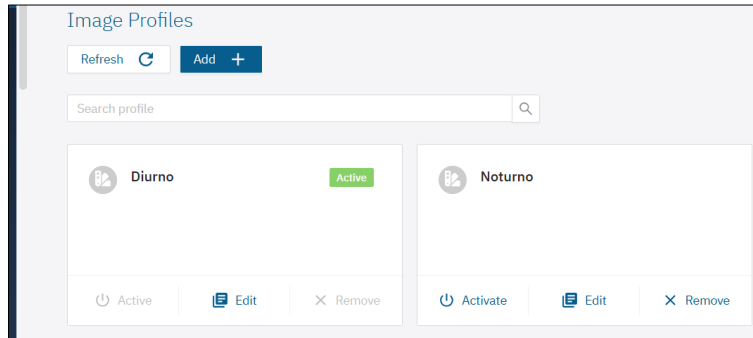 Image Profiles
Refresh Add
Search profile
Diurno Active
Noturno
Active Edit Remove
Activate Edit Remove